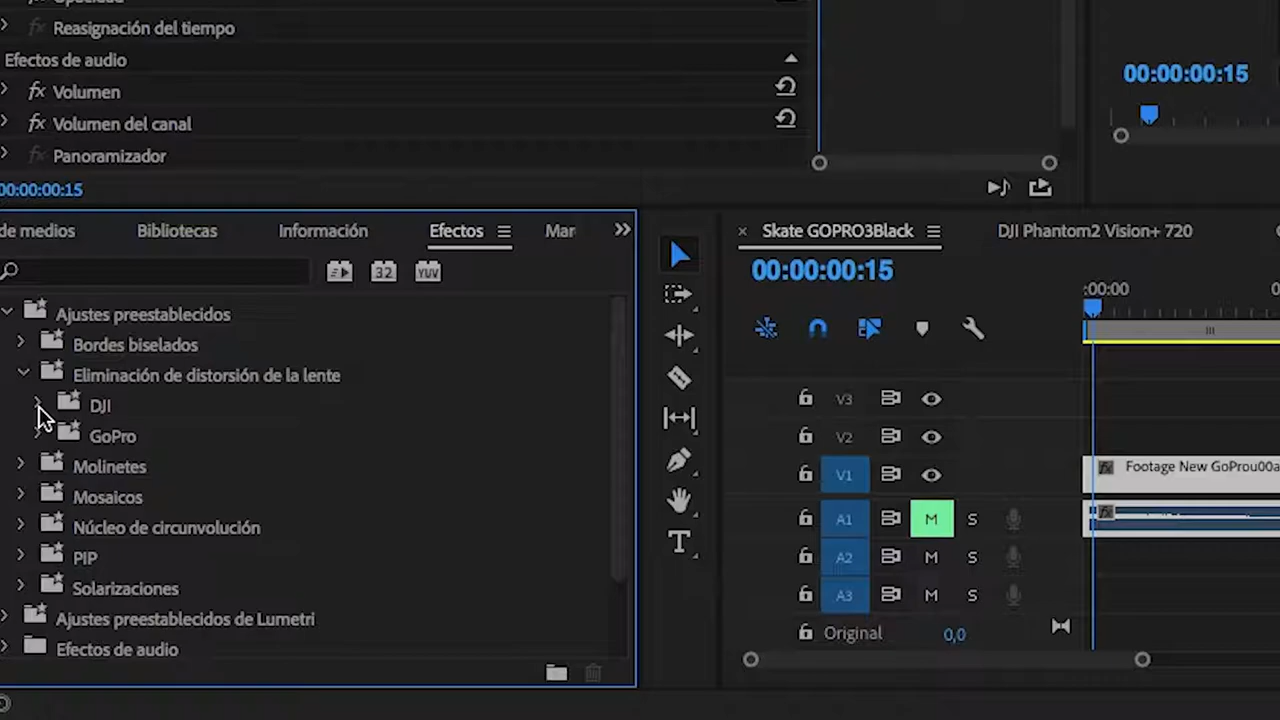 Reasignación del tiempo
Efectos de audio
fx Volumen
fx Volumen del canal
Panoramizador
00:00:00:15
00:00:00:15
de medios
Bibliotecas
Información
Efectos
Mar
32
YUV
Ajustes preestablecidos
Bordes biselados
Eliminación de distorsión de la lente
DJI
GoPro
Molinetes
Mosaicos
Núcleo de circunvolución
PIP
Solarizaciones
Ajustes preestablecidos de Lumetri
Efectos de audio
× Skate GOPRO3Black
DJI Phantom2 Vision+ 720
00:00:00:15
:00:00
V3
V2
V1
fx Footage New GoProu00a
A1 M S
fx
A2 M S
A3 M S
Original 0,0